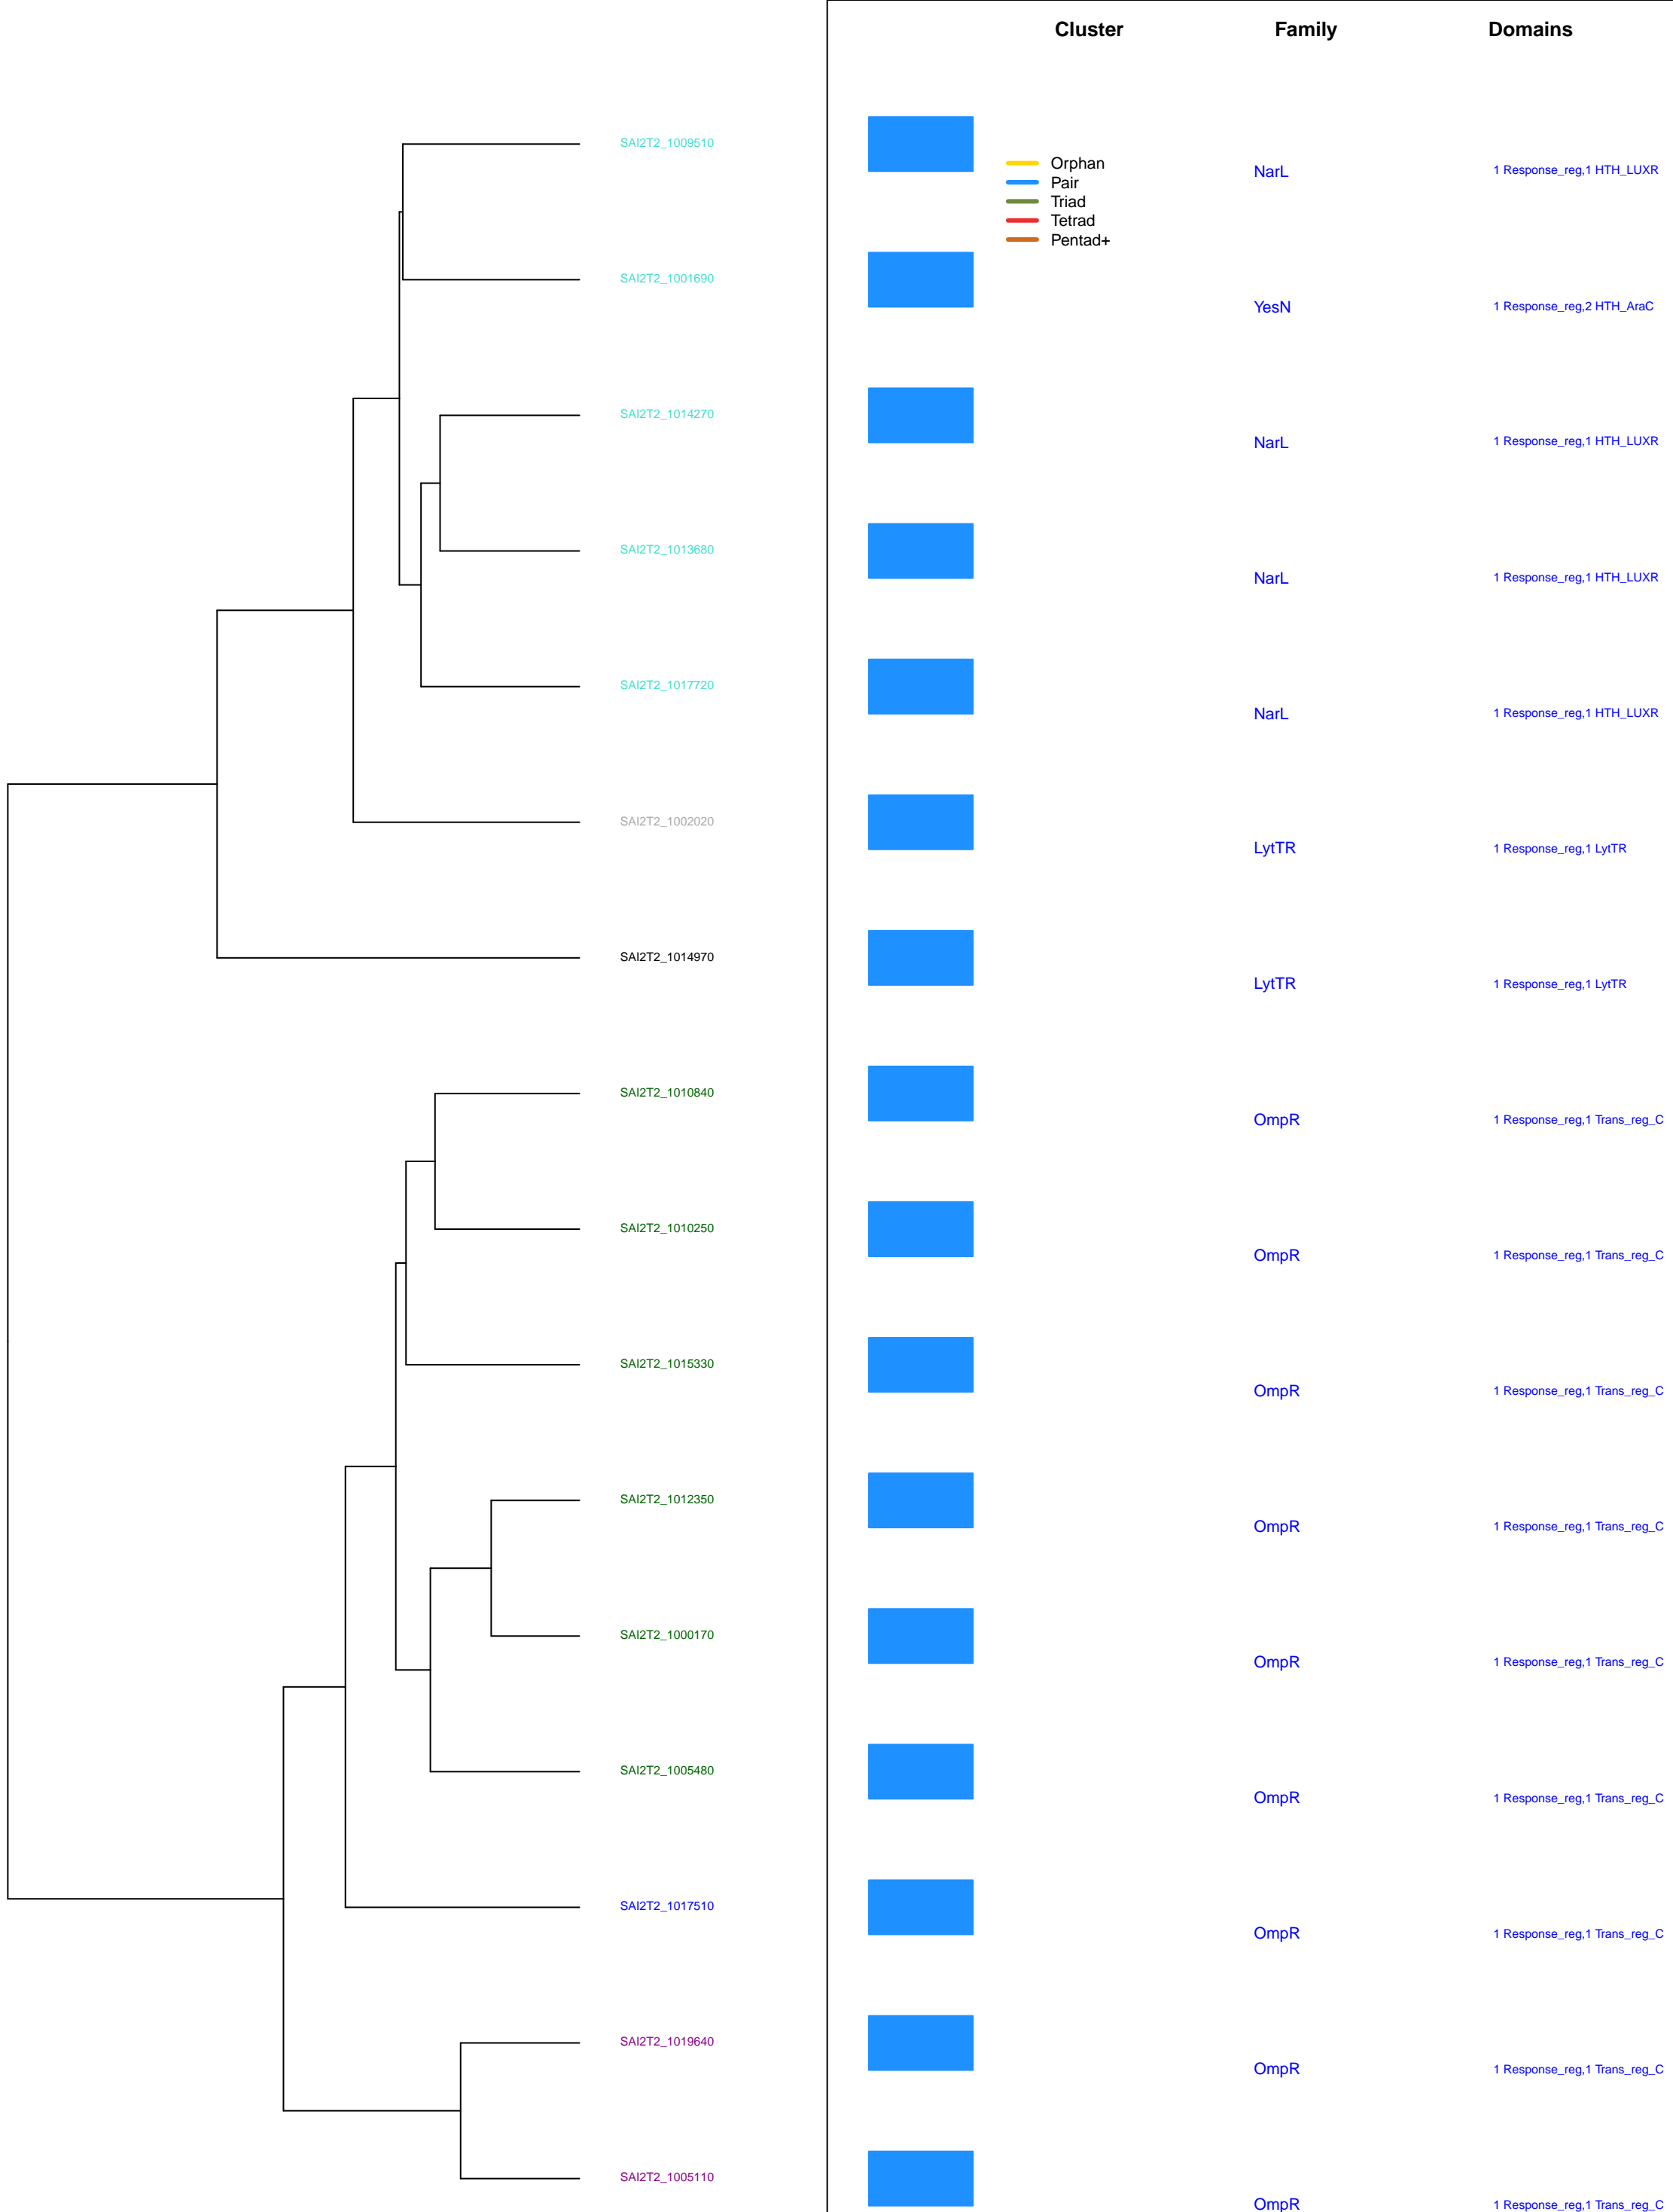 Cluster Family Domains
SAI2T2_1009510
Orphan
Pair
Triad
Tetrad
Pentad+
NarL 1 Response_reg,1 HTH_LUXR
SAI2T2_1001690
YesN 1 Response_reg,2 HTH_AraC
SAI2T2_1014270
NarL 1 Response_reg,1 HTH_LUXR
SAI2T2_1013680
NarL 1 Response_reg,1 HTH_LUXR
SAI2T2_1017720
NarL 1 Response_reg,1 HTH_LUXR
SAI2T2_1002020
LytTR 1 Response_reg,1 LytTR
SAI2T2_1014970
LytTR 1 Response_reg,1 LytTR
SAI2T2_1010840
OmpR 1 Response_reg,1 Trans_reg_C
SAI2T2_1010250
OmpR 1 Response_reg,1 Trans_reg_C
SAI2T2_1015330
OmpR 1 Response_reg,1 Trans_reg_C
SAI2T2_1012350
OmpR 1 Response_reg,1 Trans_reg_C
SAI2T2_1000170
OmpR 1 Response_reg,1 Trans_reg_C
SAI2T2_1005480
OmpR 1 Response_reg,1 Trans_reg_C
SAI2T2_1017510
OmpR 1 Response_reg,1 Trans_reg_C
SAI2T2_1019640
OmpR 1 Response_reg,1 Trans_reg_C
SAI2T2_1005110
OmpR 1 Response_reg,1 Trans_reg_C